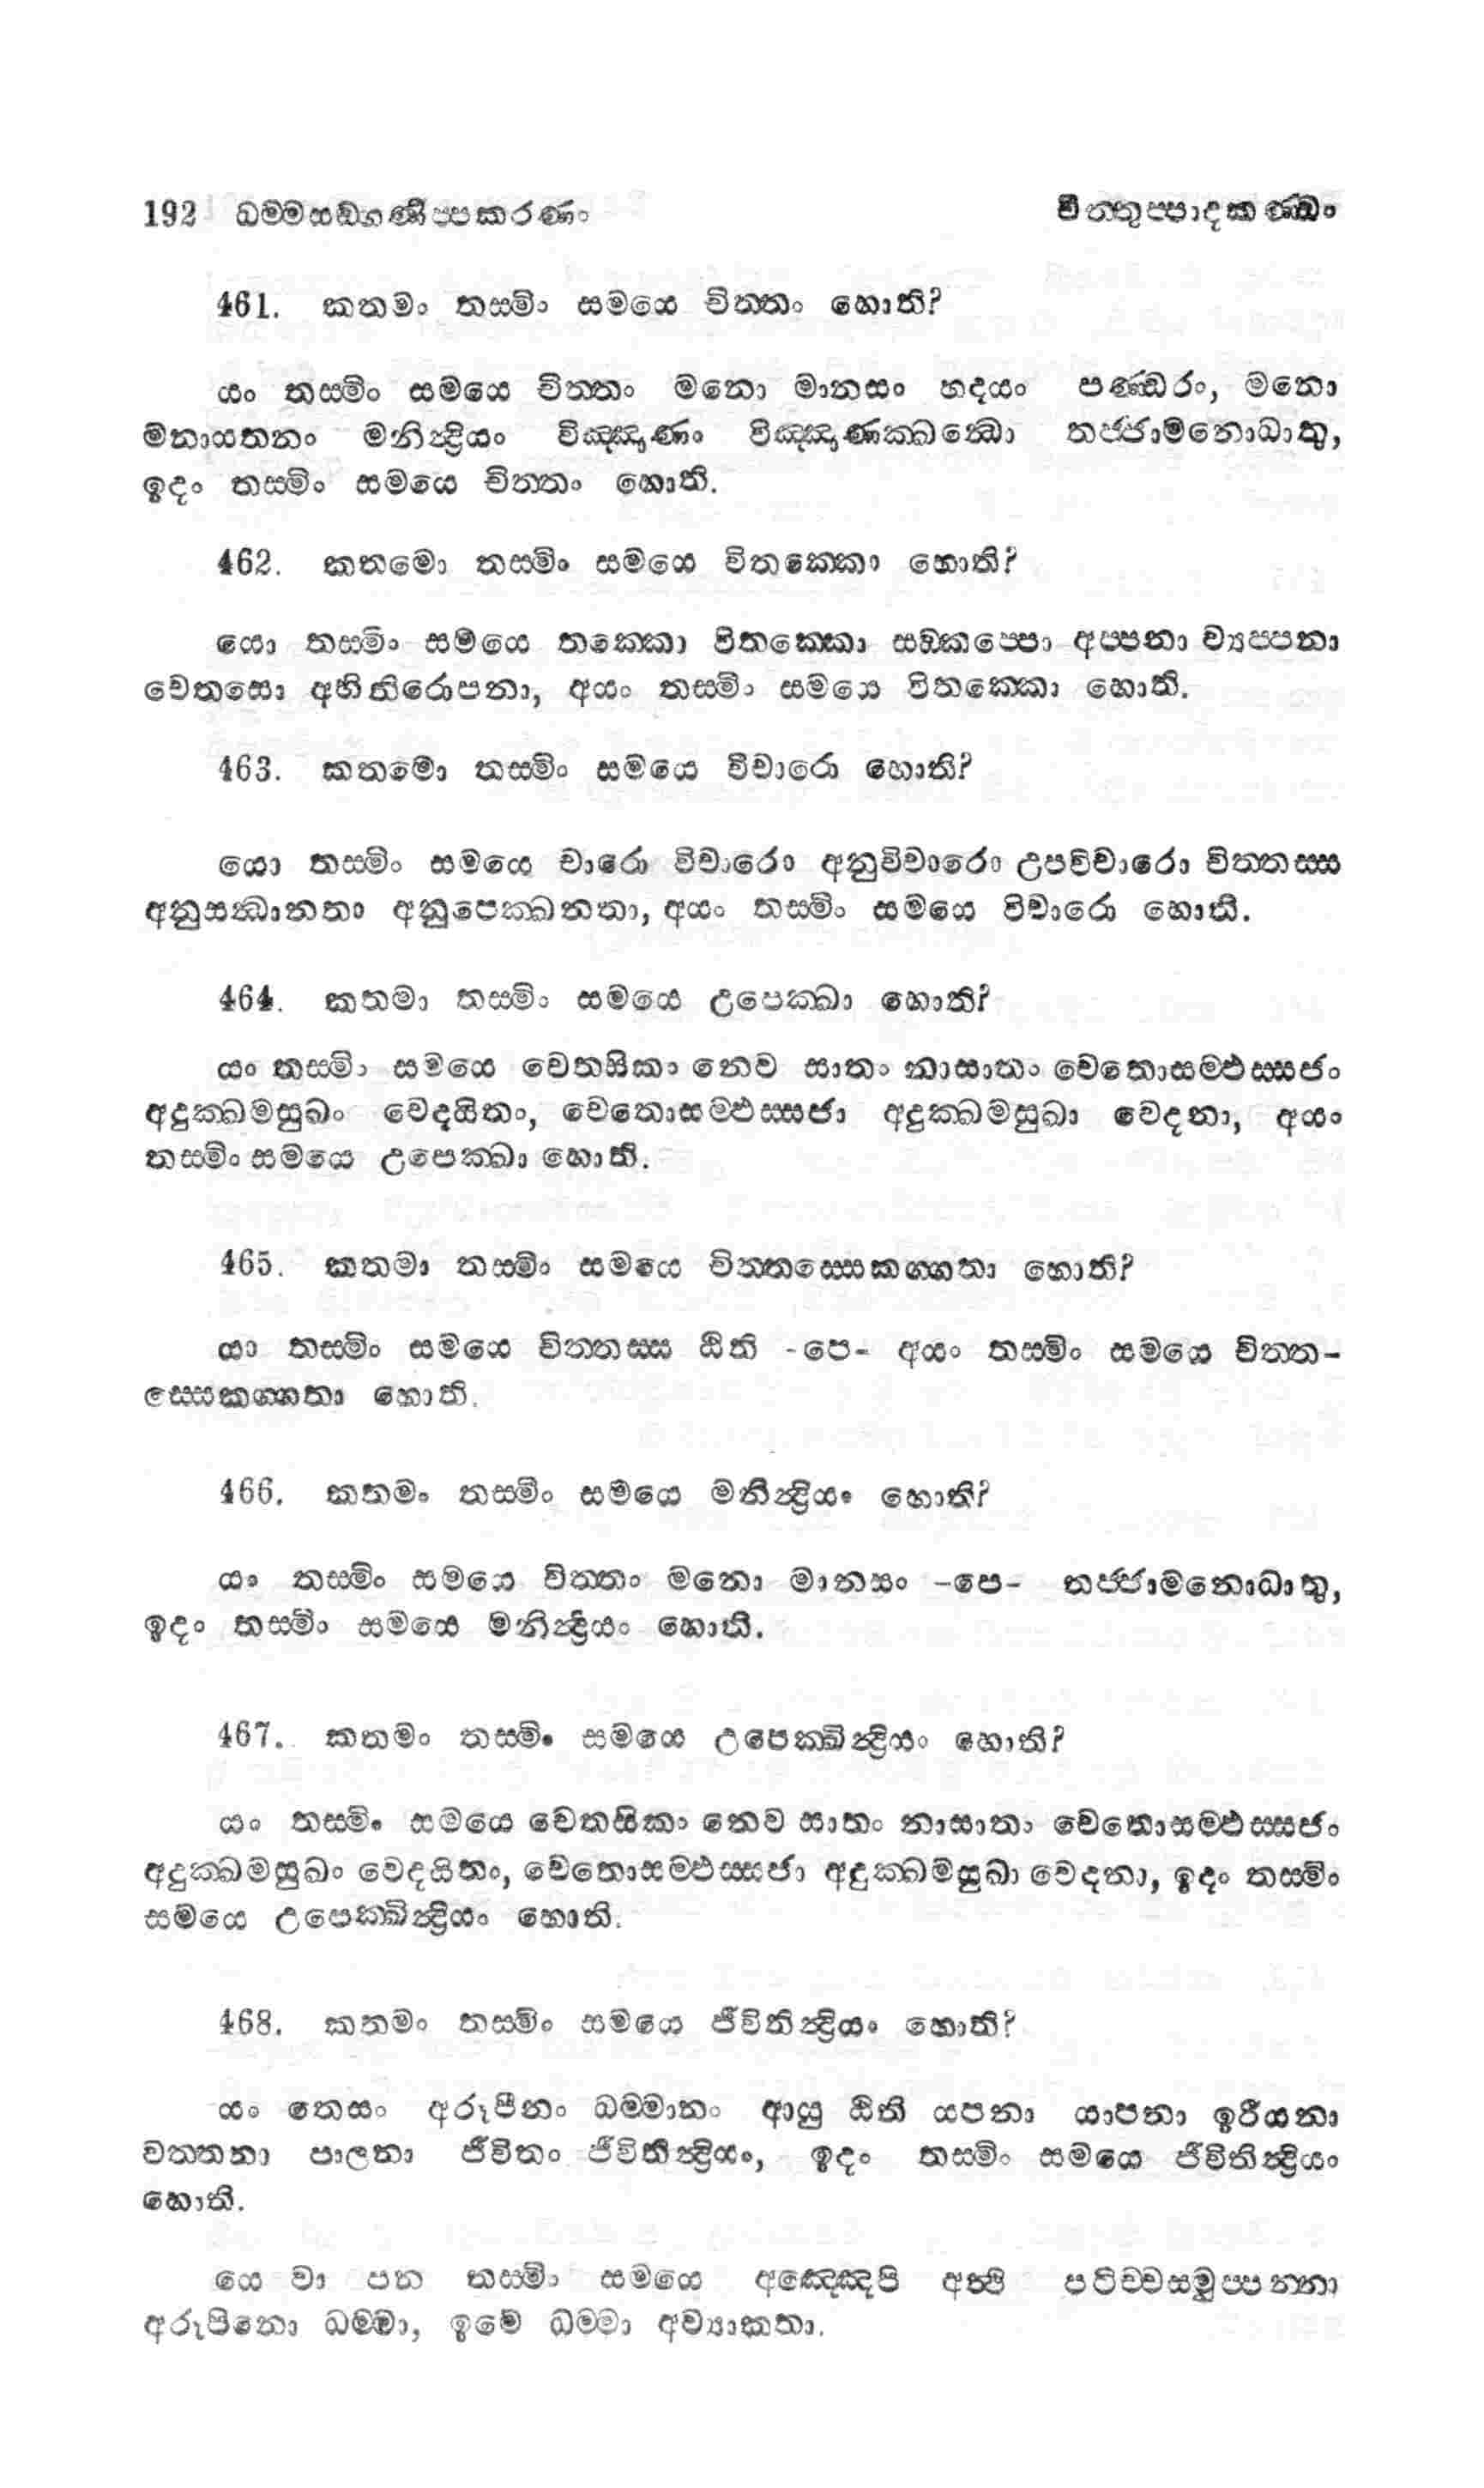 192 ධම්මසඞ්ගණිප්පකරණං චිත්තුප්පාදකණ්ඩං
461. කතමං තස්මිං සමයෙ චිත්තං හොති?
යං තස්මිං සමයෙ චිත්තං මනො මානසං හදයං පණ්ඩරං, මනො
මනායතනං මනින්‍ද්‍රියං විඤ්ඤාණං විඤ්ඤාණක්ඛන්‍ධො තජ්ජාමනොධාතු,
ඉදං තස්මිං සමයෙ චිත්තං හොති.
462. කතමො තස්මිං සමයෙ විතක්කො හොති?
යො තස්මිං සමයෙ තක්කො විතක්කො සඞ්කප්පො අප්පනා ව්‍යප්පනා
චෙතසො අභිනිරොපනා, අයං තස්මිං සමයෙ විතක්කො හොති.
463. කතමො තස්මිං සමයෙ විචාරො හොති?
යො තස්මිං සමයෙ චාරො විචාරො අනුවිචාරො උපවිචාරො චිත්තස්ස
අනුසන්‍ධානතා අනුපෙක්ඛනතා, අයං තස්මිං සමයෙ විචාරො හොති.
464. කතමා තස්මිං සමයෙ උපෙක්ඛා හොති?
යං තස්මිං සමයෙ චෙතසිකං නෙව සාතං නාසාතං චෙතොසම්ඵස්සජං
අදුක්ඛමසුඛං වෙදයිතං, චෙතොසම්ඵස්සජා අදුක්ඛමසුඛා වෙදනා, අයං
තස්මිං සමයෙ උපෙක්ඛා හොති.
465. කතමා තස්මිං සමයෙ චිත්තස්සෙකග්ගතා හොති?
යා තස්මිං සමයෙ චිත්තස්ස ඨිති -පෙ- අයං තස්මිං සමයෙ චිත්ත-
ස්සෙකග්ගතා හොති.
466. කතමං තස්මිං සමයෙ මනින්‍ද්‍රියං හොති?
යං තස්මිං සමයෙ චිත්තං මනො මානසං -පෙ- තජ්ජාමනොධාතු,
ඉදං තස්මිං සමයෙ මනින්‍ද්‍රියං හොති.
467. කතමං තස්මිං සමයෙ උපෙක්ඛින්‍ද්‍රියං හොති?
යං තස්මිං සමයෙ චෙතසිකං නෙව සාතං නාසාතං චෙතොසම්ඵස්සජං
අදුක්ඛමසුඛං වෙදයිතං, චෙතොසම්ඵස්සජා අදුක්ඛමසුඛා වෙදනා, ඉදං තස්මිං
සමයෙ උපෙක්ඛින්‍ද්‍රියං හොති.
468. කතමං තස්මිං සමයෙ ජීවිතින්‍ද්‍රියං හොති?
යං තෙසං අරූපීනං ධම්මානං ආයු ඨිති යපනා යාපනා ඉරීයනා
වත්තනා පාලනා ජීවිතං ජීවිතින්‍ද්‍රියං, ඉදං තස්මිං සමයෙ ජීවිතින්‍ද්‍රියං
හොති.
යෙ වා පන තස්මිං සමයෙ අඤ්ඤෙපි අත්‍ථි පටිච්චසමුප්පන්නා
අරූපිනො ධම්මා, ඉමෙ ධම්මා අව්‍යාකතා.